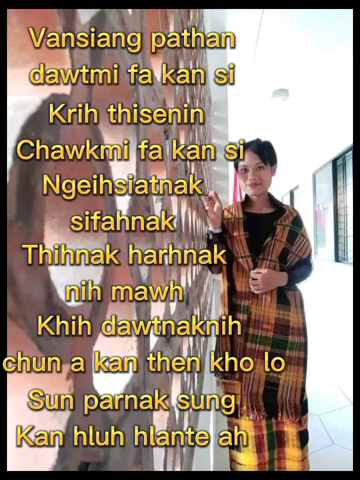 Vansiang pathan
dawtmi fa kan si
Krih thisenin
Chawkmi fa kan si
Ngeihsiatnak
sifahnak
Thihnak harhnak
nih mawh
Khih dawtnaknih
chun a kan then kho lo
Sun parnak sung
Kan hluh hlante ah